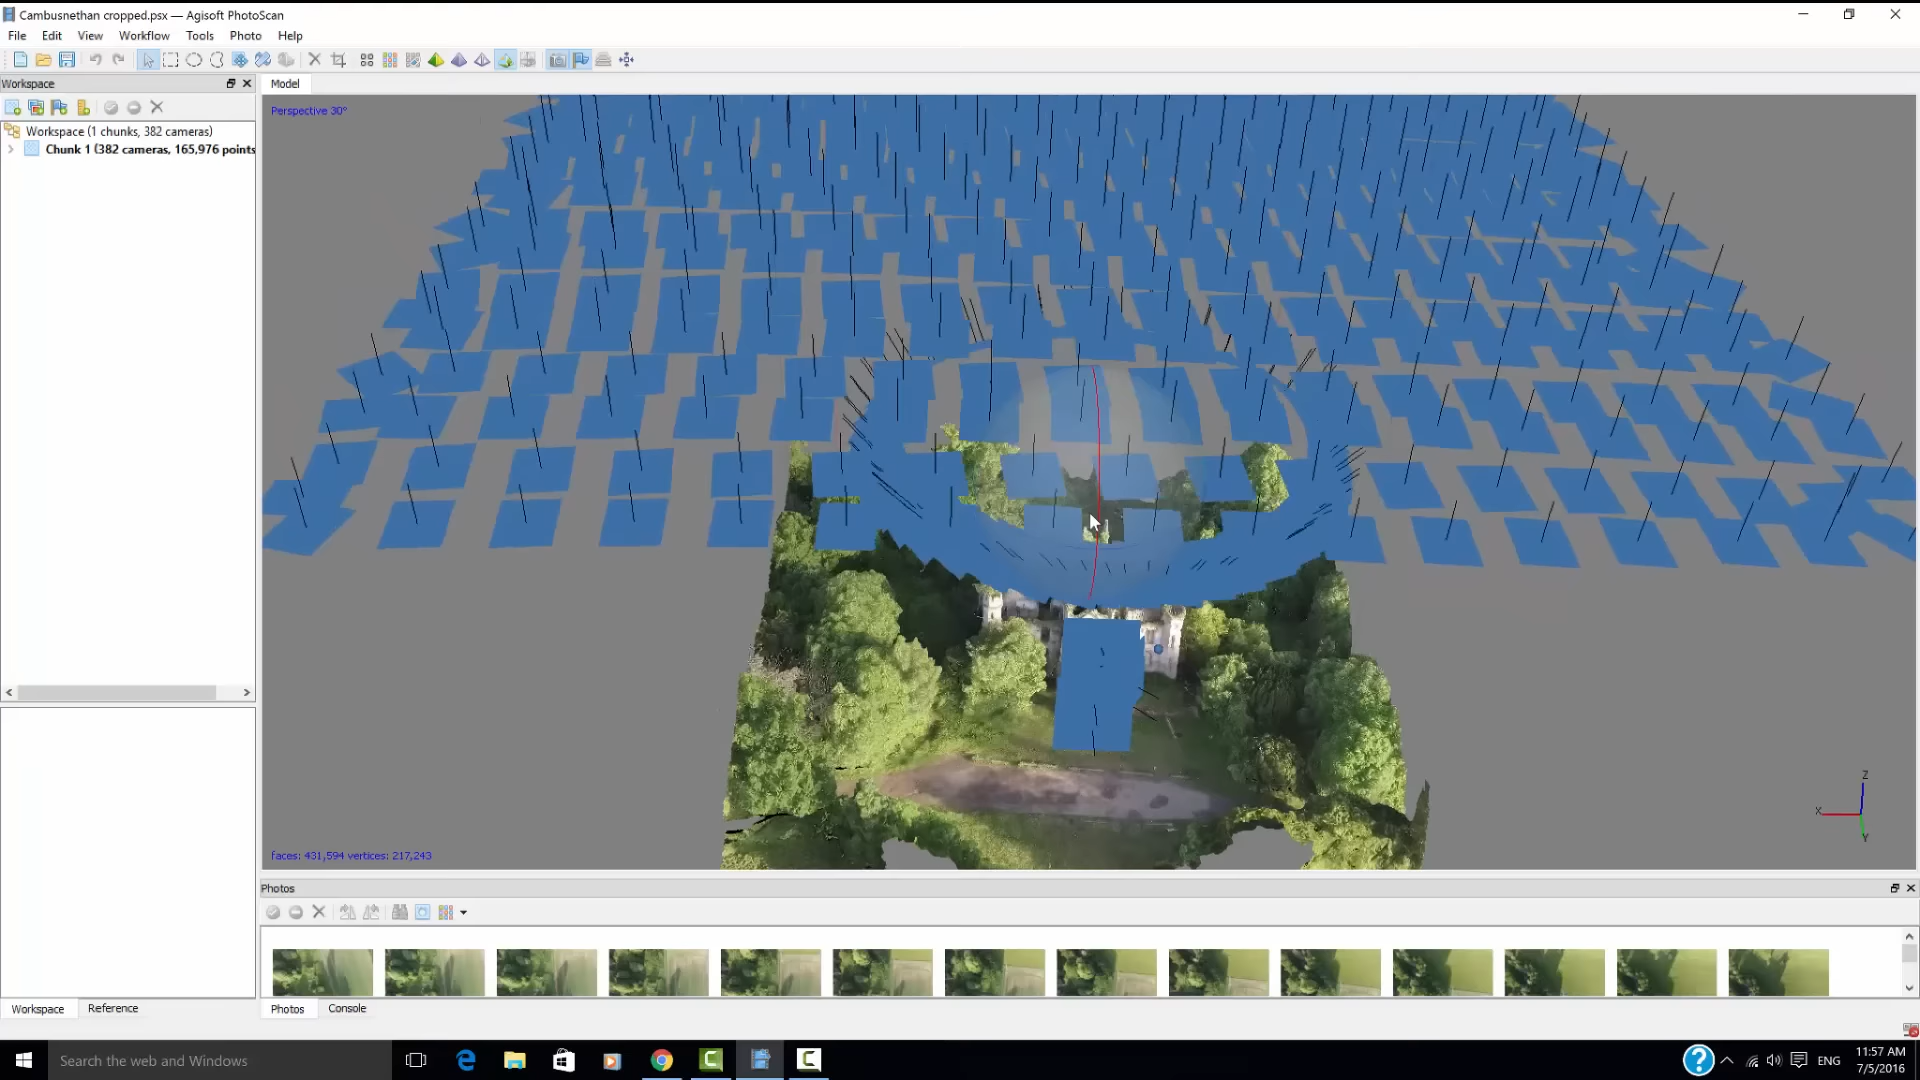 Cambusnethan cropped.psx — Agisoft PhotoScan
File Edit View Workflow Tools Photo Help
Workspace
Model
Workspace (1 chunks, 382 cameras)
Chunk 1 (382 cameras, 165,976 points
Perspective 30°
Z
X
Y
faces: 431,594 vertices: 217,243
Photos
Workspace Reference
Photos Console
Search the web and Windows
ENG
11:57 AM
7/5/2016